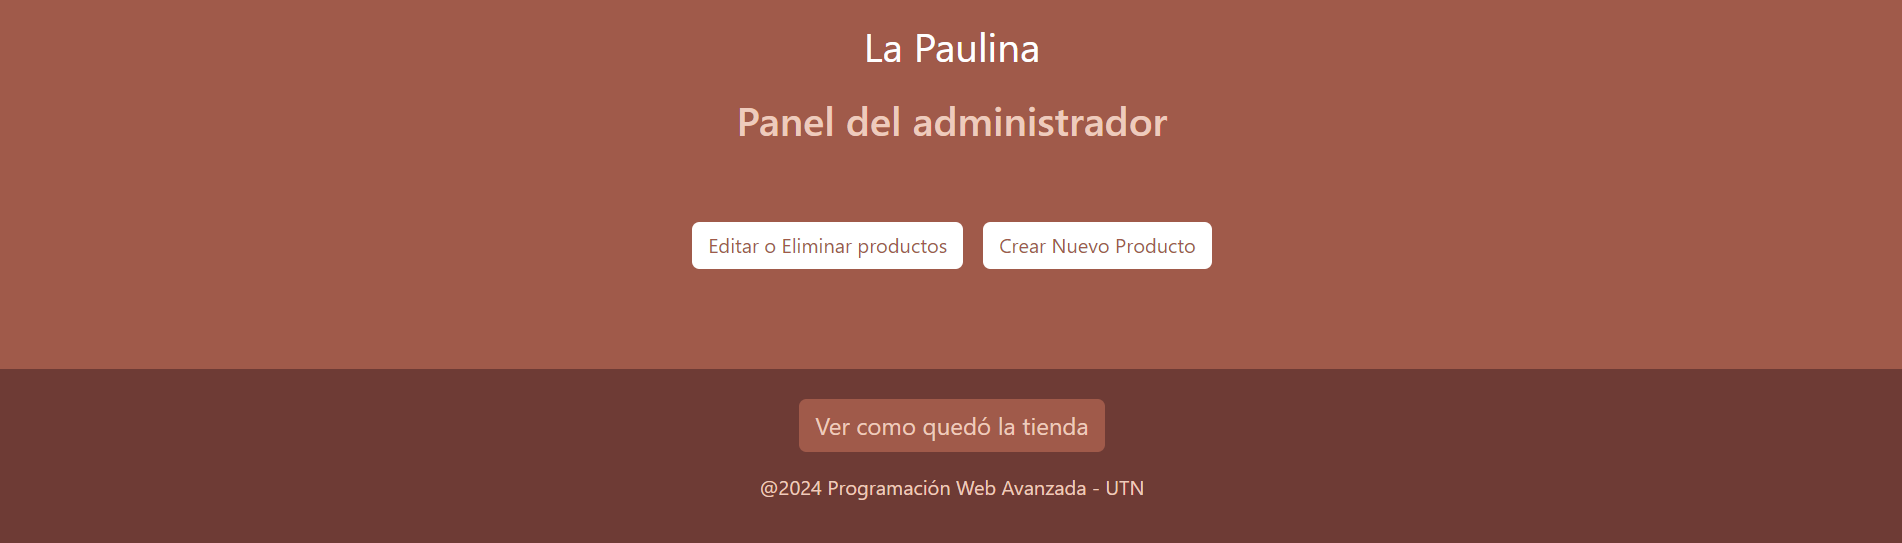 La Paulina
Panel del administrador
Editar o Eliminar productos
Crear Nuevo Producto
Ver como quedó la tienda
@2024 Programación Web Avanzada - UTN